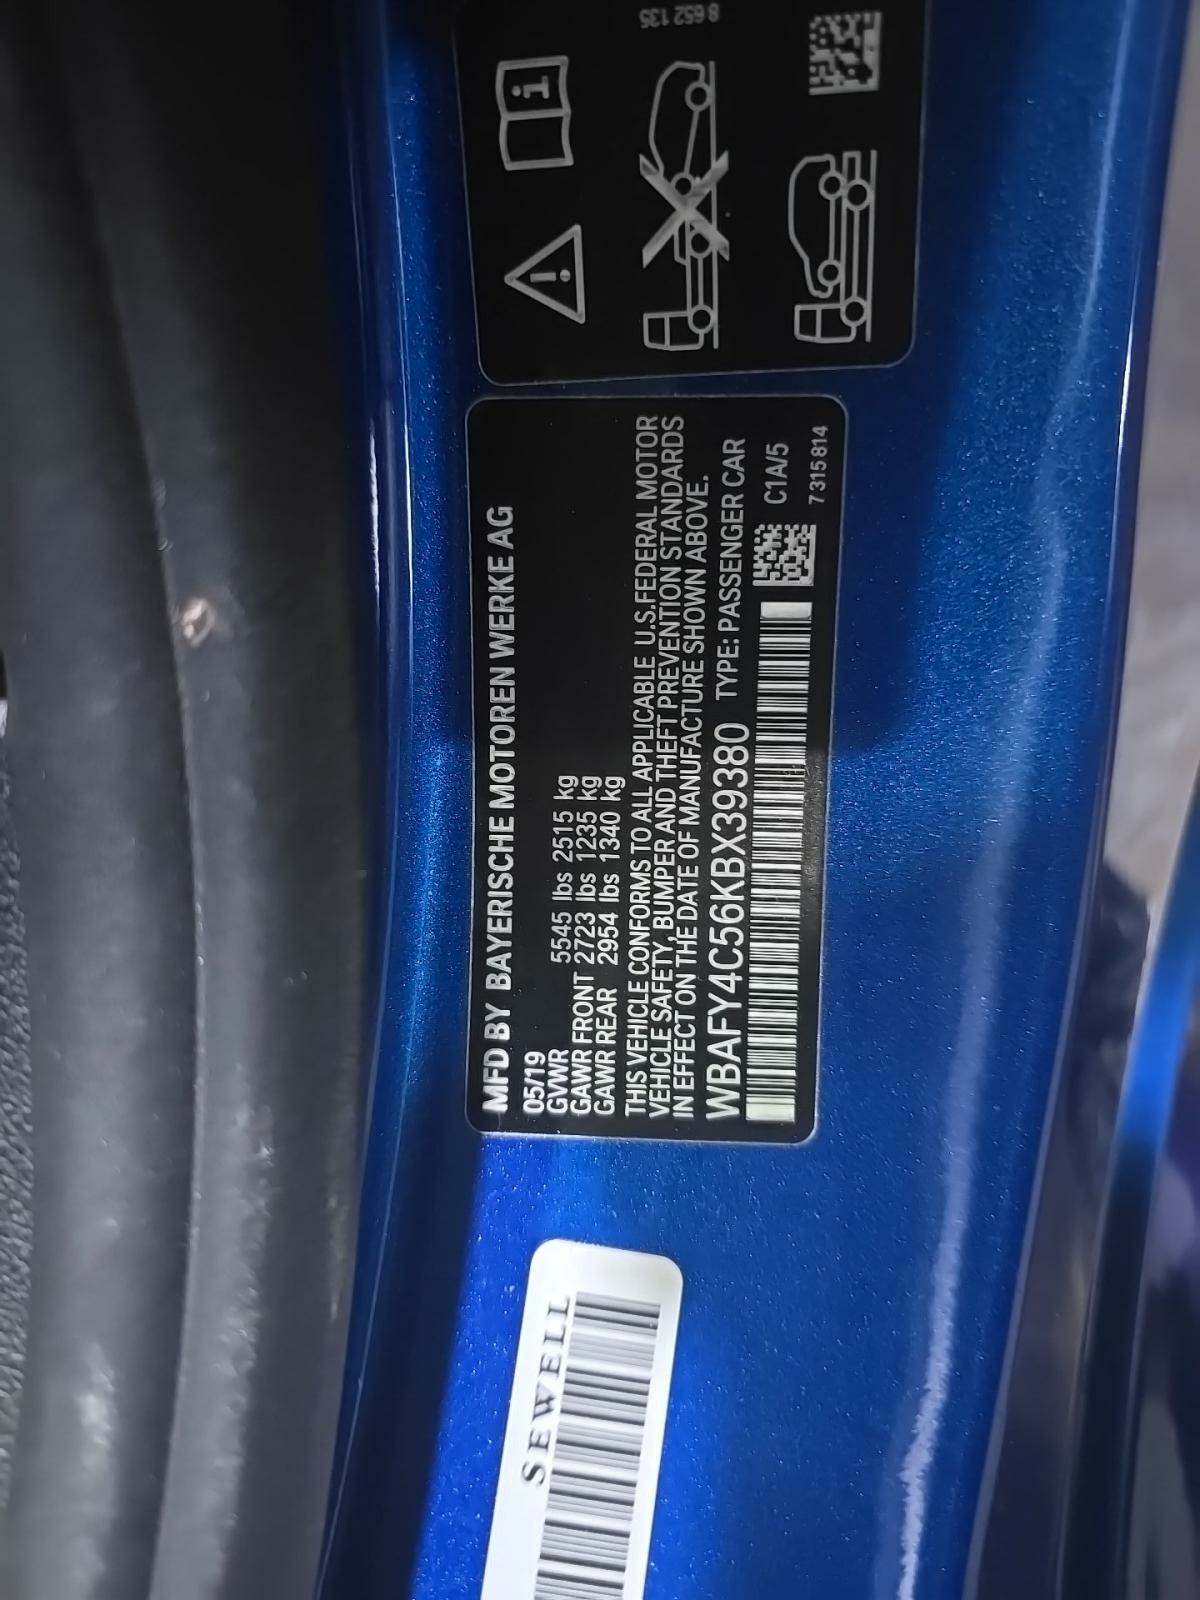 MFD BY BAYERISCHE MOTOREN WERKE AG
05/19
GVWR 5545 lbs 2515 kg
GAWR FRONT 2723 lbs 1235 kg
GAWR REAR 2954 lbs 1340 kg
THIS VEHICLE CONFORMS TO ALL APPLICABLE U.S. FEDERAL MOTOR
VEHICLE SAFETY, BUMPER AND THEFT PREVENTION STANDARDS
IN EFFECT ON THE DATE OF MANUFACTURE SHOWN ABOVE.
WBAFY4C56KBX39380 TYPE: PASSENGER CAR
C1A/5
7 315 814
8 652 135
SEWELL